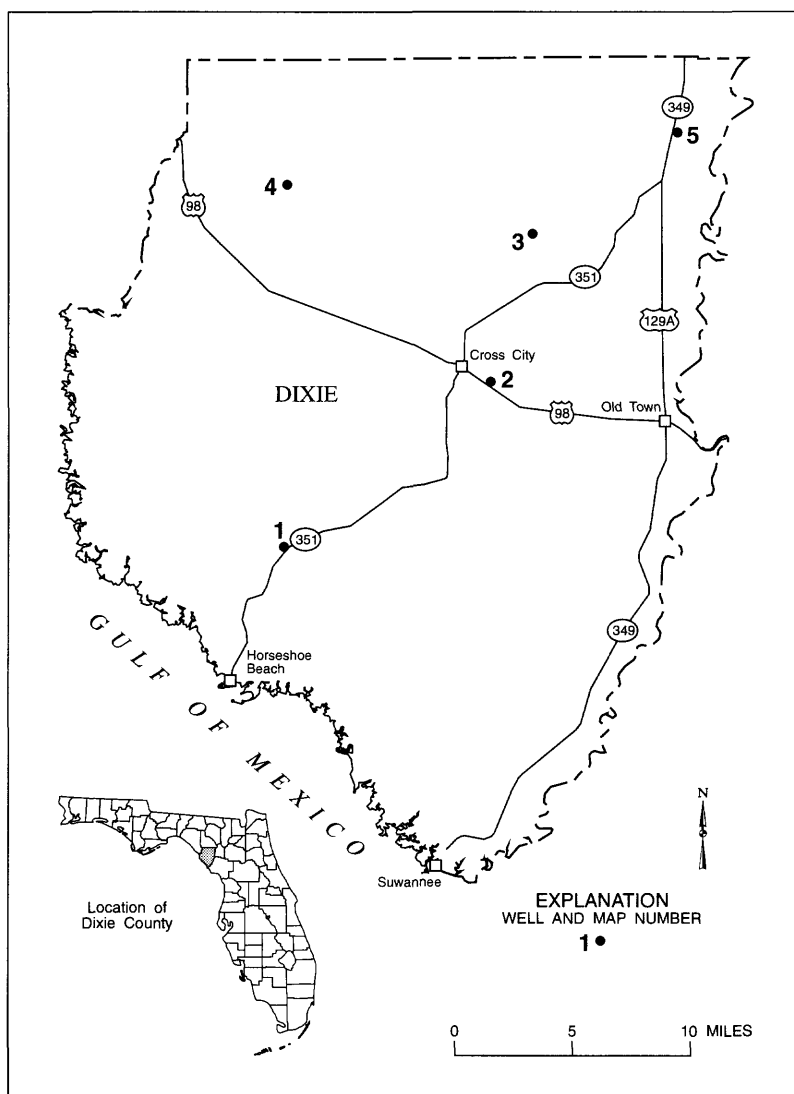 349
5
4
98
3
351
129A
Cross City
2
DIXIE
Old Town
98
1
351
349
Horseshoe
Beach
GULF OF MEXICO
N
Suwannee
Location of
Dixie County
EXPLANATION
WELL AND MAP NUMBER
1
0 5 10 MILES